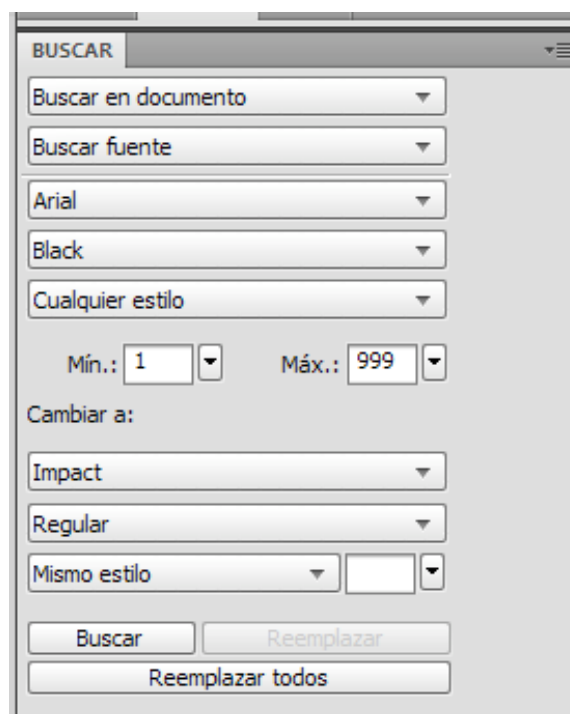 BUSCAR
Buscar en documento
Buscar fuente
Arial
Black
Cualquier estilo
Mín.: 1 Máx.: 999
Cambiar a:
Impact
Regular
Mismo estilo
Buscar Reemplazar
Reemplazar todos